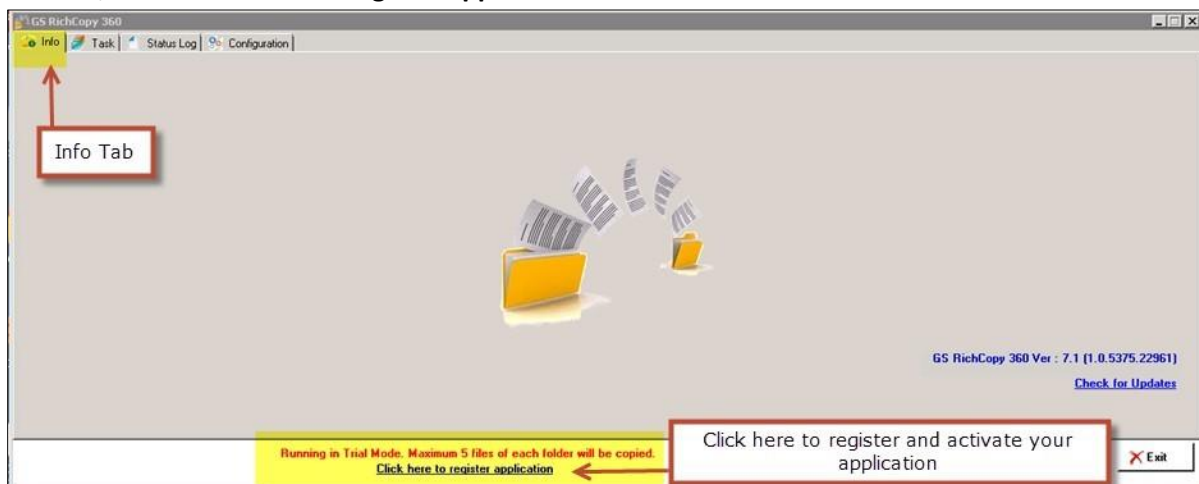 GS RichCopy 360
Info Task Status Log Configuration
Info Tab
GS RichCopy 360 Ver : 7.1 (1.0.5375.22961)
Check for Updates
Running in Trial Mode. Maximum 5 files of each folder will be copied.
Click here to register application
Click here to register and activate your
application
Exit